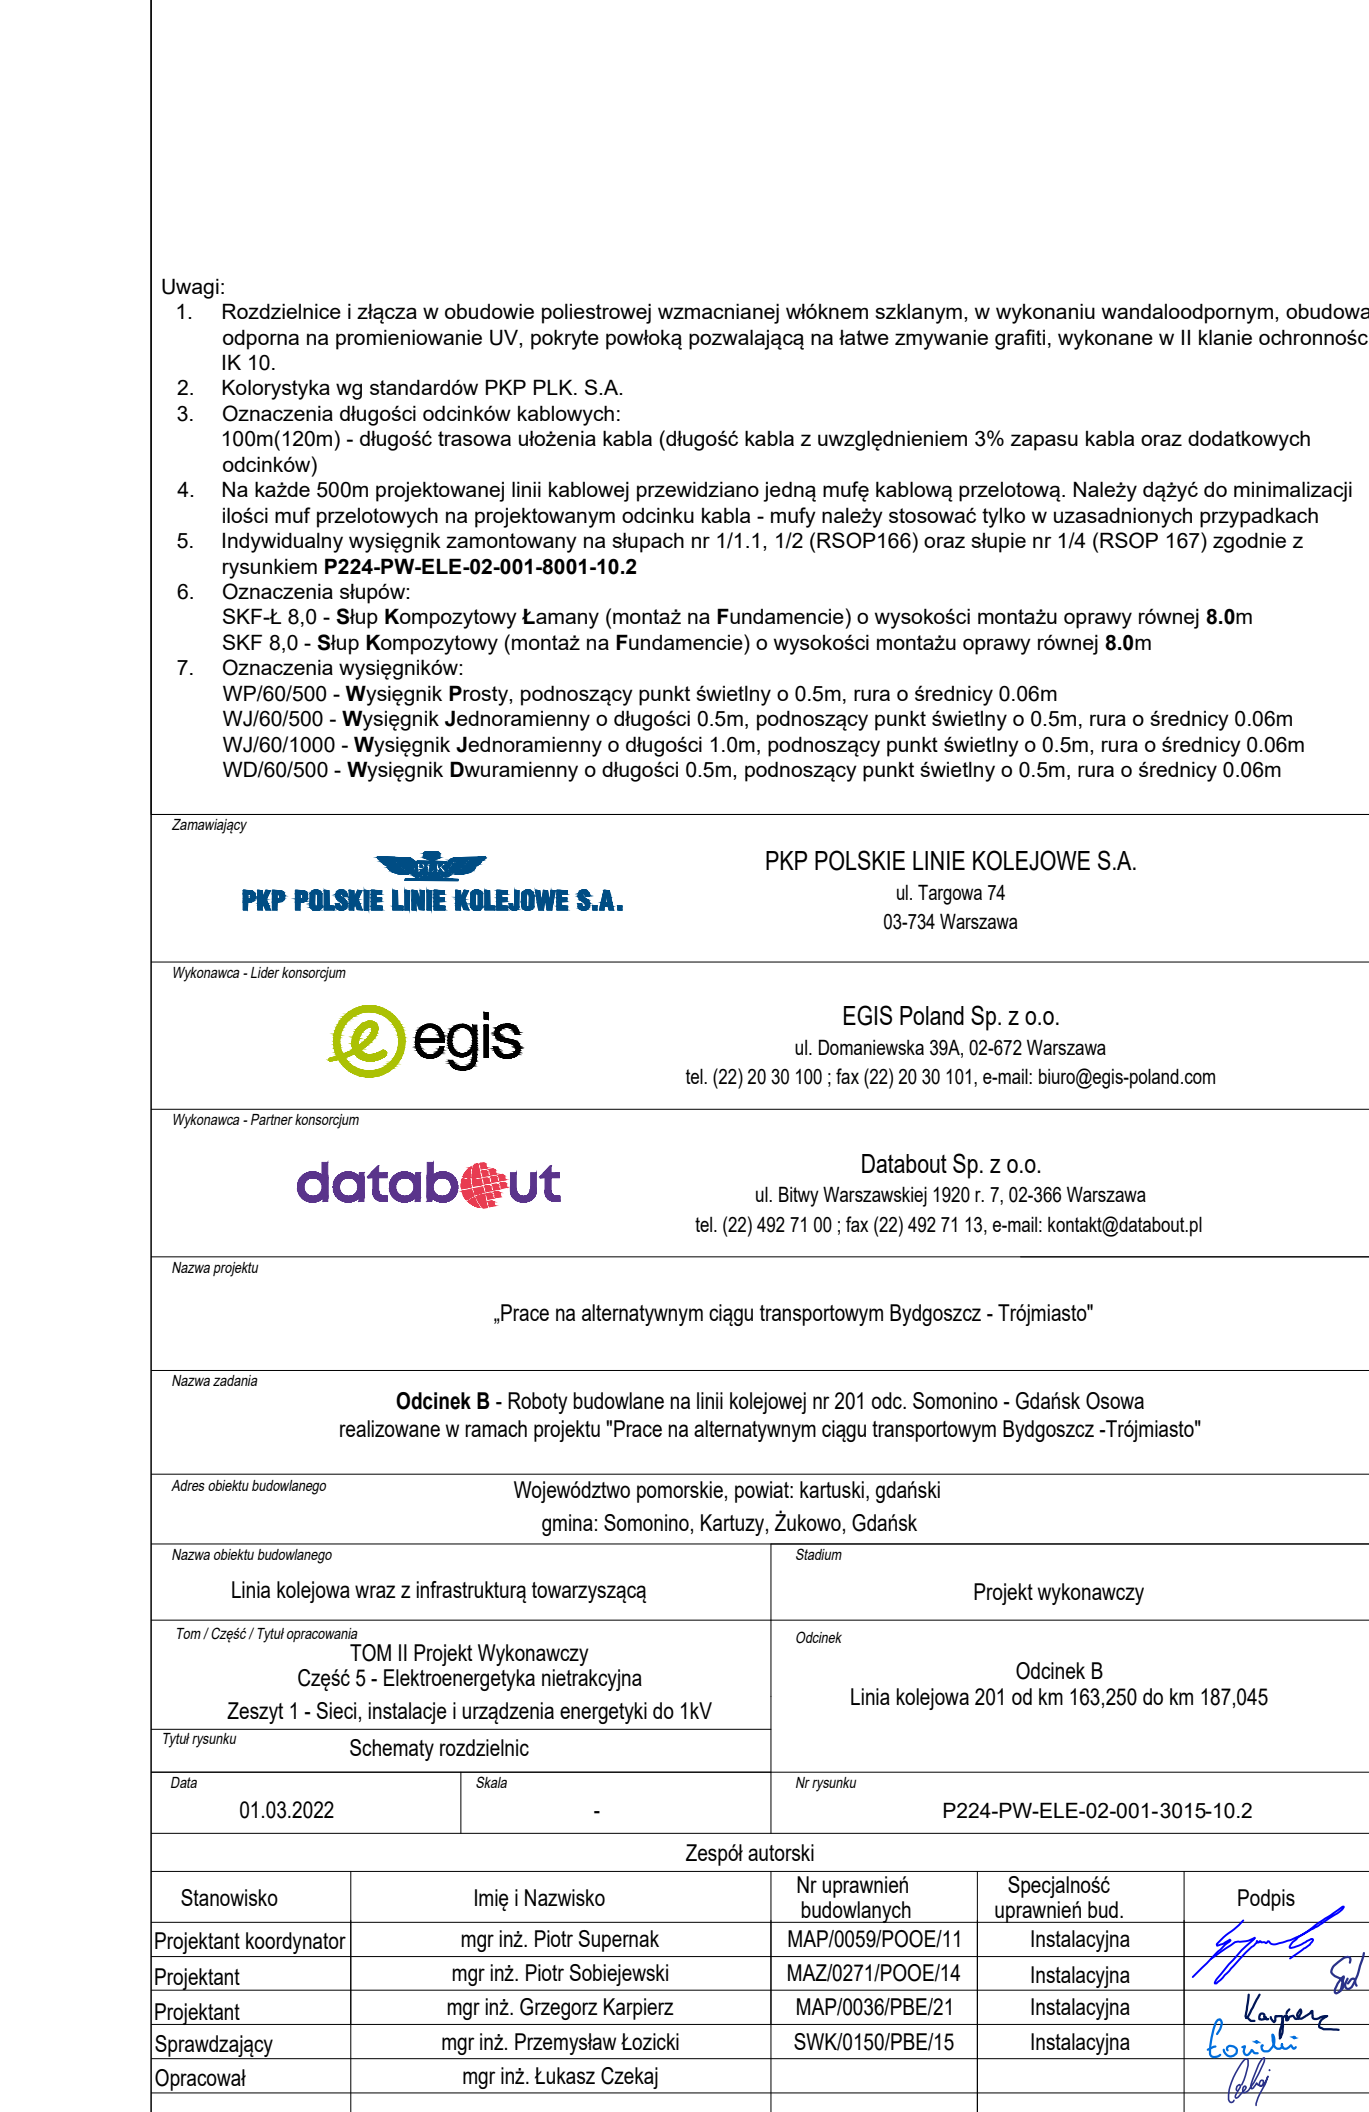 Uwagi:
1. Rozdzielnice i złącza w obudowie poliestrowej wzmacnianej włóknem szklanym, w wykonaniu wandaloodpornym, obudowa
odporna na promieniowanie UV, pokryte powłoką pozwalającą na łatwe zmywanie grafiti, wykonane w II klanie ochronnośc
IK 10.
2. Kolorystyka wg standardów PKP PLK. S.A.
3. Oznaczenia długości odcinków kablowych:
100m(120m) - długość trasowa ułożenia kabla (długość kabla z uwzględnieniem 3% zapasu kabla oraz dodatkowych
odcinków)
4. Na każde 500m projektowanej linii kablowej przewidziano jedną mufę kablową przelotową. Należy dążyć do minimalizacji
ilości muf przelotowych na projektowanym odcinku kabla - mufy należy stosować tylko w uzasadnionych przypadkach
5. Indywidualny wysięgnik zamontowany na słupach nr 1/1.1, 1/2 (RSOP166) oraz słupie nr 1/4 (RSOP 167) zgodnie z
rysunkiem P224-PW-ELE-02-001-8001-10.2
6. Oznaczenia słupów:
SKF-Ł 8,0 - Słup Kompozytowy Łamany (montaż na Fundamencie) o wysokości montażu oprawy równej 8.0m
SKF 8,0 - Słup Kompozytowy (montaż na Fundamencie) o wysokości montażu oprawy równej 8.0m
7. Oznaczenia wysięgników:
WP/60/500 - Wysięgnik Prosty, podnoszący punkt świetlny o 0.5m, rura o średnicy 0.06m
WJ/60/500 - Wysięgnik Jednoramienny o długości 0.5m, podnoszący punkt świetlny o 0.5m, rura o średnicy 0.06m
WJ/60/1000 - Wysięgnik Jednoramienny o długości 1.0m, podnoszący punkt świetlny o 0.5m, rura o średnicy 0.06m
WD/60/500 - Wysięgnik Dwuramienny o długości 0.5m, podnoszący punkt świetlny o 0.5m, rura o średnicy 0.06m
Zamawiający
PKP POLSKIE LINIE KOLEJOWE S.A.
PKP POLSKIE LINIE KOLEJOWE S.A.
ul. Targowa 74
03-734 Warszawa
Wykonawca - Lider konsorcjum
egis
EGIS Poland Sp. z o.o.
ul. Domaniewska 39A, 02-672 Warszawa
tel. (22) 20 30 100 ; fax (22) 20 30 101, e-mail: biuro@egis-poland.com
Wykonawca - Partner konsorcjum
databout
Databout Sp. z o.o.
ul. Bitwy Warszawskiej 1920 r. 7, 02-366 Warszawa
tel. (22) 492 71 00 ; fax (22) 492 71 13, e-mail: kontakt@databout.pl
Nazwa projektu
„Prace na alternatywnym ciągu transportowym Bydgoszcz - Trójmiasto"
Nazwa zadania
Odcinek B - Roboty budowlane na linii kolejowej nr 201 odc. Somonino - Gdańsk Osowa
realizowane w ramach projektu "Prace na alternatywnym ciągu transportowym Bydgoszcz -Trójmiasto"
Adres obiektu budowlanego
Województwo pomorskie, powiat: kartuski, gdański
gmina: Somonino, Kartuzy, Żukowo, Gdańsk
Nazwa obiektu budowlanego
Linia kolejowa wraz z infrastrukturą towarzyszącą
Stadium
Projekt wykonawczy
Tom / Część / Tytuł opracowania
TOM II Projekt Wykonawczy
Część 5 - Elektroenergetyka nietrakcyjna
Zeszyt 1 - Sieci, instalacje i urządzenia energetyki do 1kV
Odcinek
Odcinek B
Linia kolejowa 201 od km 163,250 do km 187,045
Tytuł rysunku
Schematy rozdzielnic
Data
01.03.2022
Skala
-
Nr rysunku
P224-PW-ELE-02-001-3015-10.2
Zespół autorski
Stanowisko Imię i Nazwisko Nr uprawnień budowlanych Specjalność uprawnień bud. Podpis
Projektant koordynator mgr inż. Piotr Supernak MAP/0059/POOE/11 Instalacyjna
Projektant mgr inż. Piotr Sobiejewski MAZ/0271/POOE/14 Instalacyjna
Projektant mgr inż. Grzegorz Karpierz MAP/0036/PBE/21 Instalacyjna Karpierz
Sprawdzający mgr inż. Przemysław Łozicki SWK/0150/PBE/15 Instalacyjna Łozicki
Opracował mgr inż. Łukasz Czekaj